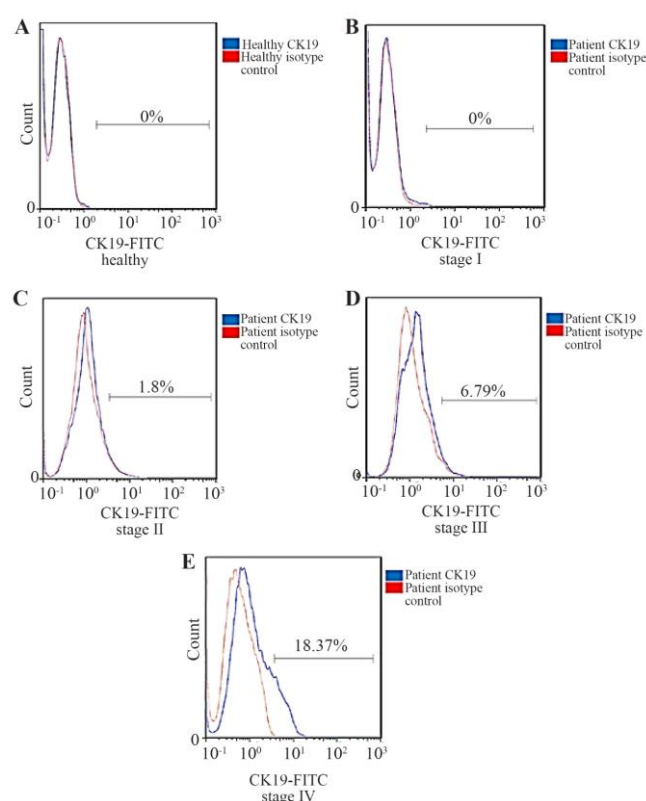 A
Healthy CK19
Healthy isotype
control
0%
Count
0
10-1 100 101 102 103
CK19-FITC
healthy
B
Patient CK19
Patient isotype
control
0%
Count
0
10-1 100 101 102 103
CK19-FITC
stage I
C
Patient CK19
Patient isotype
control
1.8%
Count
0
10-1 100 101 102 103
CK19-FITC
stage II
D
Patient CK19
Patient isotype
control
6.79%
Count
0
10-1 100 101 102 103
CK19-FITC
stage III
E
Patient CK19
Patient isotype
control
18.37%
Count
0
10-1 100 101 102 103
CK19-FITC
stage IV